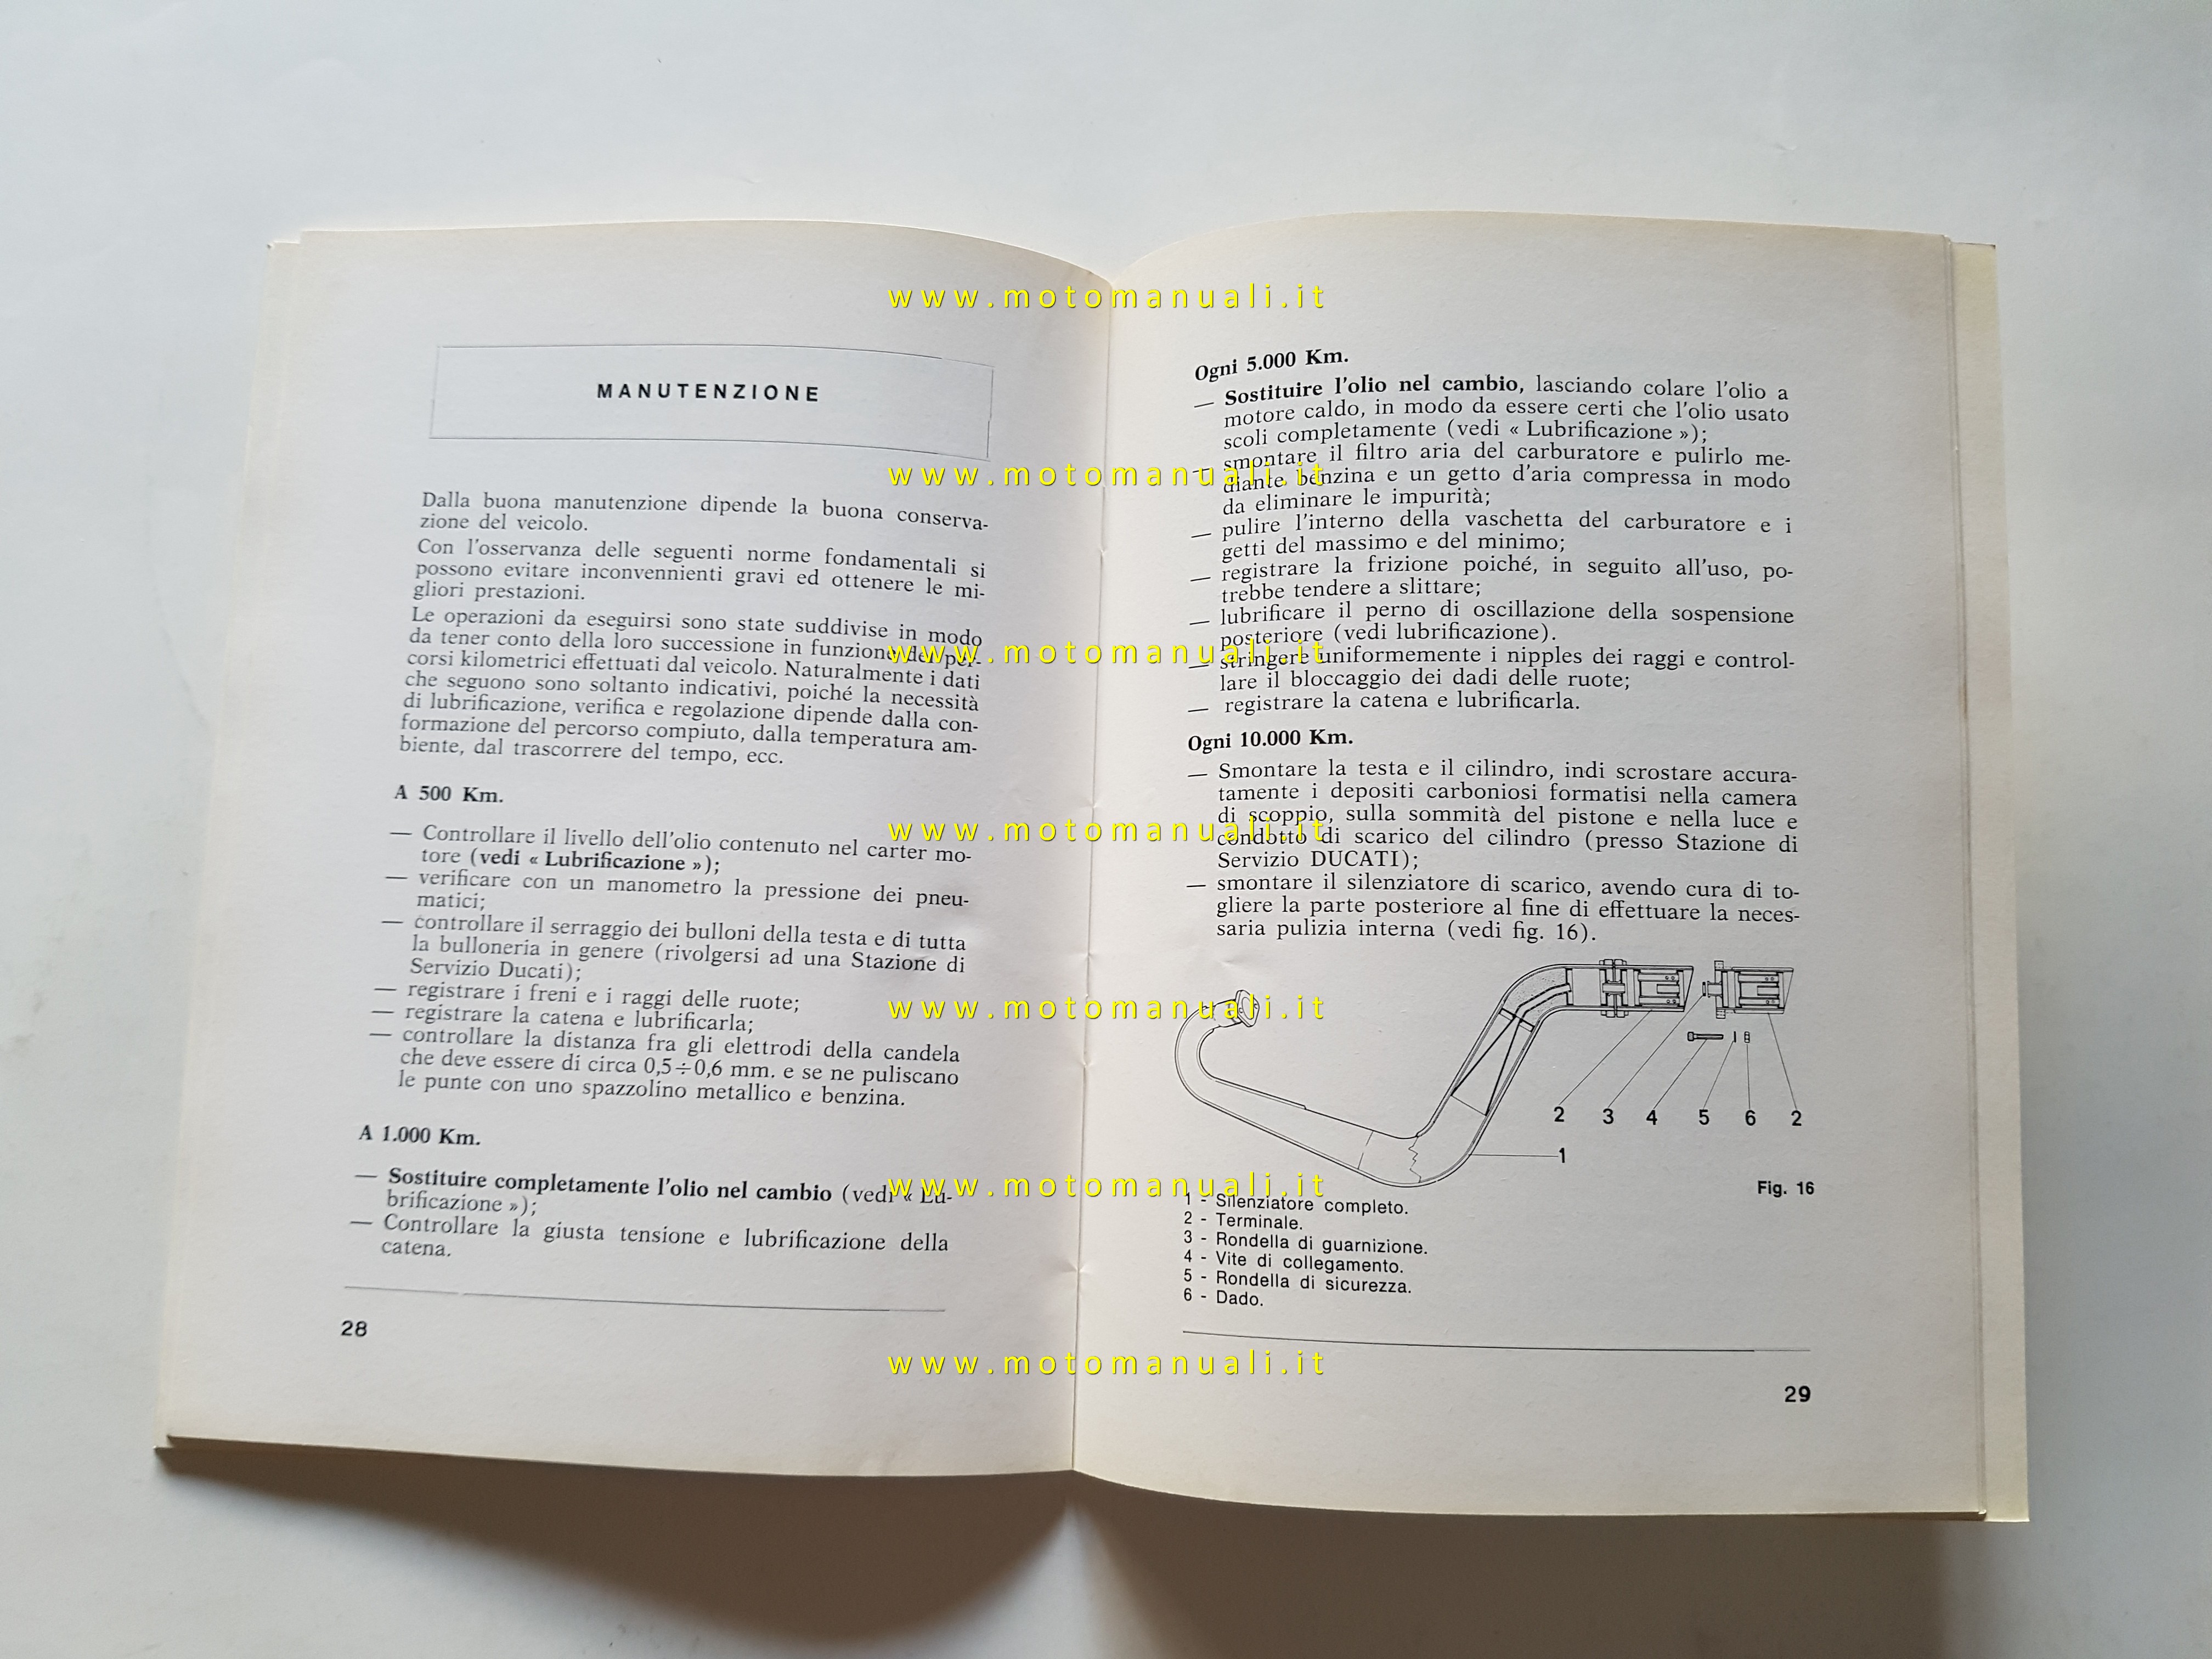 MANUTENZIONE
Dalla buona manutenzione dipende la buona conserva-
zione del veicolo.
Con l'osservanza delle seguenti norme fondamentali si
possono evitare inconvennienti gravi ed ottenere le mi-
gliori prestazioni.
Le operazioni da eseguirsi sono state suddivise in modo
da tener conto della loro successione in funzione dei per-
corsi kilometrici effettuati dal veicolo. Naturalmente i dati
che seguono sono soltanto indicativi, poiché la necessità
di lubrificazione, verifica e regolazione dipende dalla con-
formazione del percorso compiuto, dalla temperatura am-
biente, dal trascorrere del tempo, ecc.
A 500 Km.
— Controllare il livello dell'olio contenuto nel carter mo-
tore (vedi « Lubrificazione »);
— verificare con un manometro la pressione dei pneu-
matici;
— controllare il serraggio dei bulloni della testa e di tutta
la bulloneria in genere (rivolgersi ad una Stazione di
Servizio Ducati);
— registrare i freni e i raggi delle ruote;
— registrare la catena e lubrificarla;
— controllare la distanza fra gli elettrodi della candela
che deve essere di circa 0,5÷0,6 mm. e se ne puliscano
le punte con uno spazzolino metallico e benzina.
A 1.000 Km.
— Sostituire completamente l'olio nel cambio (vedi « Lu-
brificazione »);
— Controllare la giusta tensione e lubrificazione della
catena.
28
Ogni 5.000 Km.
— Sostituire l'olio nel cambio, lasciando colare l'olio a
motore caldo, in modo da essere certi che l'olio usato
scoli completamente (vedi « Lubrificazione »);
— smontare il filtro aria del carburatore e pulirlo me-
diante benzina e un getto d'aria compressa in modo
da eliminare le impurità;
— pulire l'interno della vaschetta del carburatore e i
getti del massimo e del minimo;
— registrare la frizione poiché, in seguito all'uso, po-
trebbe tendere a slittare;
— lubrificare il perno di oscillazione della sospensione
posteriore (vedi lubrificazione).
— stringere uniformemente i nipples dei raggi e control-
lare il bloccaggio dei dadi delle ruote;
— registrare la catena e lubrificarla.
Ogni 10.000 Km.
— Smontare la testa e il cilindro, indi scrostare accura-
tamente i depositi carboniosi formatisi nella camera
di scoppio, sulla sommità del pistone e nella luce e
condotto di scarico del cilindro (presso Stazione di
Servizio DUCATI);
— smontare il silenziatore di scarico, avendo cura di to-
gliere la parte posteriore al fine di effettuare la neces-
saria pulizia interna (vedi fig. 16).
2 3 4 5 6 2
1
Fig. 16
1 - Silenziatore completo.
2 - Terminale.
3 - Rondella di guarnizione.
4 - Vite di collegamento.
5 - Rondella di sicurezza.
6 - Dado.
29
www.motomanuali.it
www.motomanuali.it
www.motomanuali.it
www.motomanuali.it
www.motomanuali.it
www.motomanuali.it
www.motomanuali.it